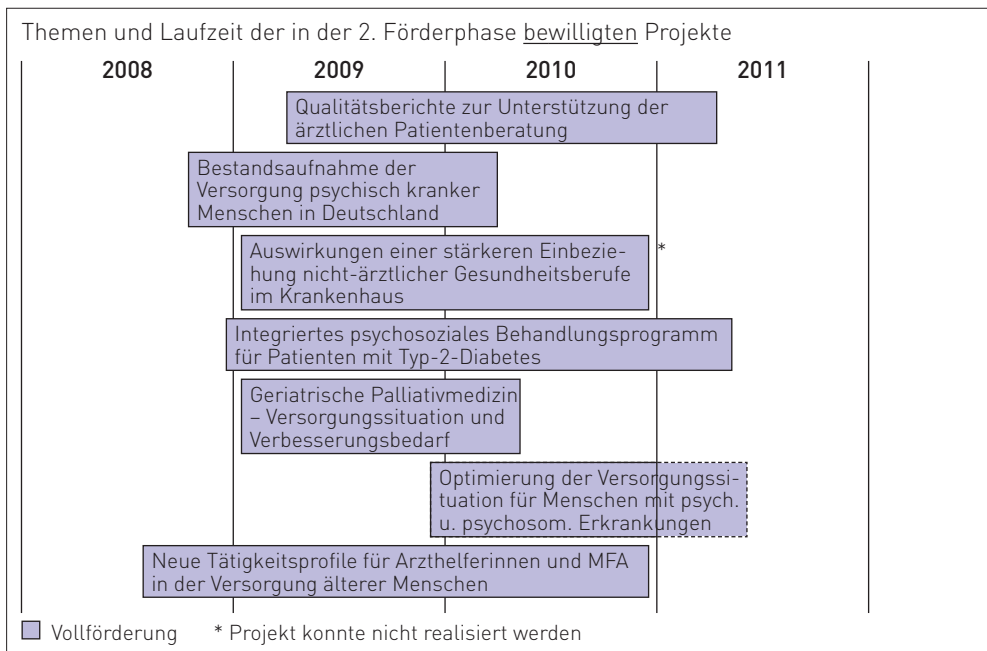 Themen und Laufzeit der in der 2. Förderphase bewilligten Projekte
2008 2009 2010 2011
Qualitätsberichte zur Unterstützung der
ärztlichen Patientenberatung
Bestandsaufnahme der
Versorgung psychisch kranker
Menschen in Deutschland
Auswirkungen einer stärkeren Einbezie-
hung nicht-ärztlicher Gesundheitsberufe
im Krankenhaus
*
Integriertes psychosoziales Behandlungsprogramm
für Patienten mit Typ-2-Diabetes
Geriatrische Palliativmedizin
– Versorgungssituation und
Verbesserungsbedarf
Optimierung der Versorgungssi-
tuation für Menschen mit psych.
u. psychosom. Erkrankungen
Neue Tätigkeitsprofile für Arzthelferinnen und MFA
in der Versorgung älterer Menschen
Vollförderung * Projekt konnte nicht realisiert werden